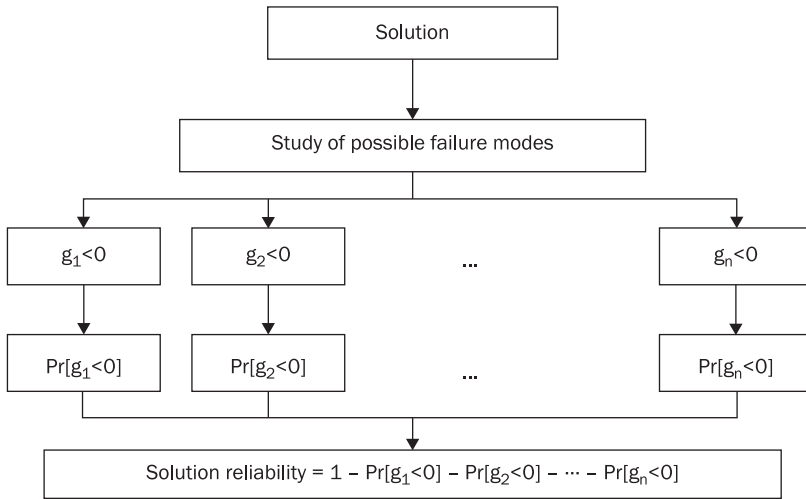 Solution
Study of possible failure modes
g₁<0 g₂<0 ... gₙ<0
Pr[g₁<0] Pr[g₂<0] ... Pr[gₙ<0]
Solution reliability = 1 – Pr[g₁<0] – Pr[g₂<0] – ··· – Pr[gₙ<0]